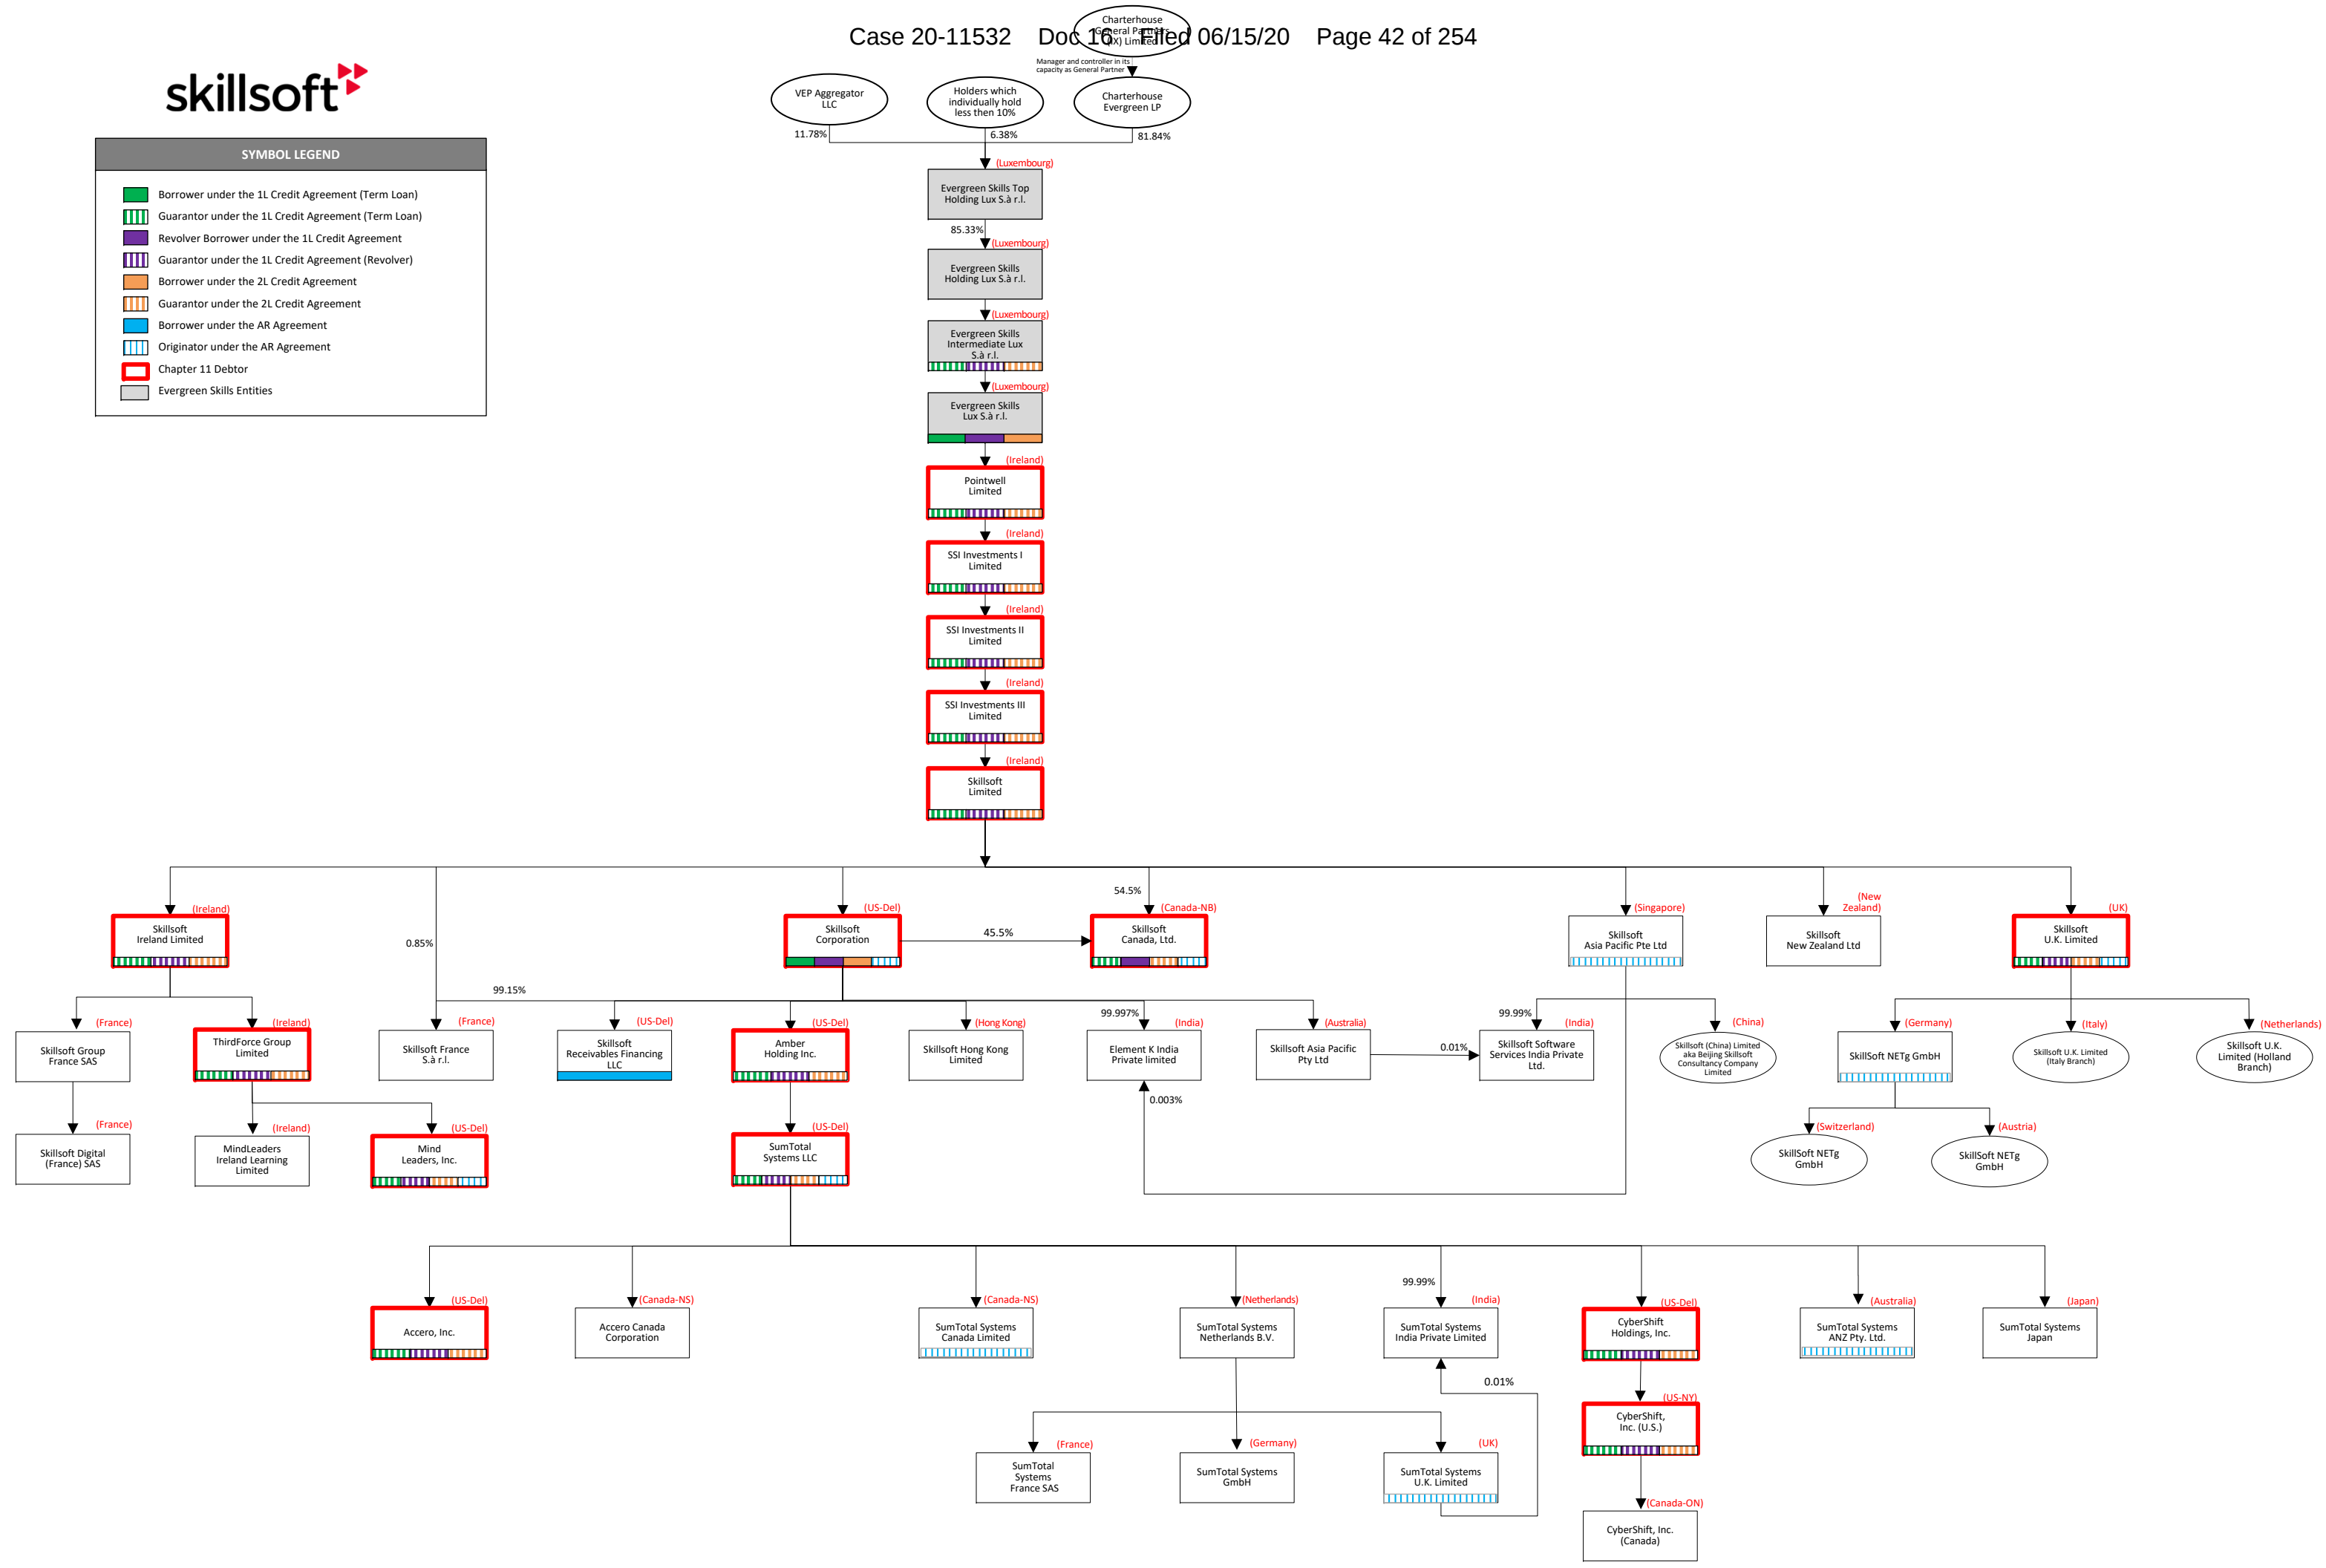 Case 20-11532 Doc 16 Filed 06/15/20 Page 42 of 254
Charterhouse
General Partners
(IX) Limited
skillsoft
Manager and controller in its
capacity as General Partner
VEP Aggregator
LLC
Holders which
individually hold
less then 10%
Charterhouse
Evergreen LP
11.78%
6.38%
81.84%
SYMBOL LEGEND
Borrower under the 1L Credit Agreement (Term Loan)
Guarantor under the 1L Credit Agreement (Term Loan)
Revolver Borrower under the 1L Credit Agreement
Guarantor under the 1L Credit Agreement (Revolver)
Borrower under the 2L Credit Agreement
Guarantor under the 2L Credit Agreement
Borrower under the AR Agreement
Originator under the AR Agreement
Chapter 11 Debtor
Evergreen Skills Entities
(Luxembourg)
Evergreen Skills Top
Holding Lux S.à r.l.
85.33%
(Luxembourg)
Evergreen Skills
Holding Lux S.à r.l.
(Luxembourg)
Evergreen Skills
Intermediate Lux
S.à r.l.
(Luxembourg)
Evergreen Skills
Lux S.à r.l.
(Ireland)
Pointwell
Limited
(Ireland)
SSI Investments I
Limited
(Ireland)
SSI Investments II
Limited
(Ireland)
SSI Investments III
Limited
(Ireland)
Skillsoft
Limited
(Ireland)
Skillsoft
Ireland Limited
0.85%
(US-Del)
Skillsoft
Corporation
45.5%
54.5%
(Canada-NB)
Skillsoft
Canada, Ltd.
(Singapore)
Skillsoft
Asia Pacific Pte Ltd
(New
Zealand)
Skillsoft
New Zealand Ltd
(UK)
Skillsoft
U.K. Limited
99.15%
(France)
Skillsoft Group
France SAS
(Ireland)
ThirdForce Group
Limited
(France)
Skillsoft France
S.à r.l.
(US-Del)
Skillsoft
Receivables Financing
LLC
(US-Del)
Amber
Holding Inc.
(Hong Kong)
Skillsoft Hong Kong
Limited
99.997%
(India)
Element K India
Private limited
0.003%
(Australia)
Skillsoft Asia Pacific
Pty Ltd
0.01%
99.99%
(India)
Skillsoft Software
Services India Private
Ltd.
(China)
Skillsoft (China) Limited
aka Beijing Skillsoft
Consultancy Company
Limited
(Germany)
SkillSoft NETg GmbH
(Italy)
Skillsoft U.K. Limited
(Italy Branch)
(Netherlands)
Skillsoft U.K.
Limited (Holland
Branch)
(France)
Skillsoft Digital
(France) SAS
(Ireland)
MindLeaders
Ireland Learning
Limited
(US-Del)
Mind
Leaders, Inc.
(US-Del)
SumTotal
Systems LLC
(Switzerland)
SkillSoft NETg
GmbH
(Austria)
SkillSoft NETg
GmbH
(US-Del)
Accero, Inc.
(Canada-NS)
Accero Canada
Corporation
(Canada-NS)
SumTotal Systems
Canada Limited
(Netherlands)
SumTotal Systems
Netherlands B.V.
99.99%
(India)
SumTotal Systems
India Private Limited
(US-Del)
CyberShift
Holdings, Inc.
(Australia)
SumTotal Systems
ANZ Pty. Ltd.
(Japan)
SumTotal Systems
Japan
0.01%
(US-NY)
CyberShift,
Inc. (U.S.)
(France)
SumTotal
Systems
France SAS
(Germany)
SumTotal Systems
GmbH
(UK)
SumTotal Systems
U.K. Limited
(Canada-ON)
CyberShift, Inc.
(Canada)